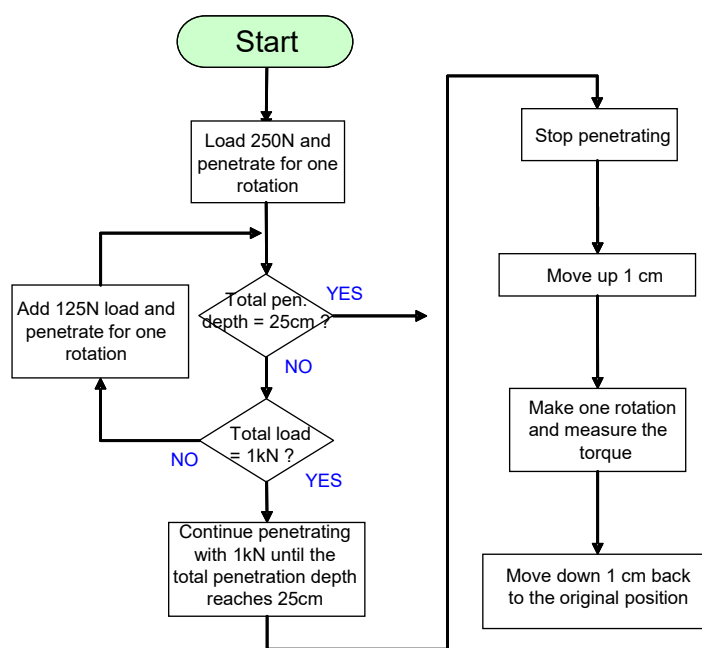 Start
Load 250N and
penetrate for one
rotation
Total pen.
depth = 25cm ?
YES
NO
Add 125N load and
penetrate for one
rotation
Total load
= 1kN ?
NO
YES
Continue penetrating
with 1kN until the
total penetration depth
reaches 25cm
Stop penetrating
Move up 1 cm
Make one rotation
and measure the
torque
Move down 1 cm back
to the original position